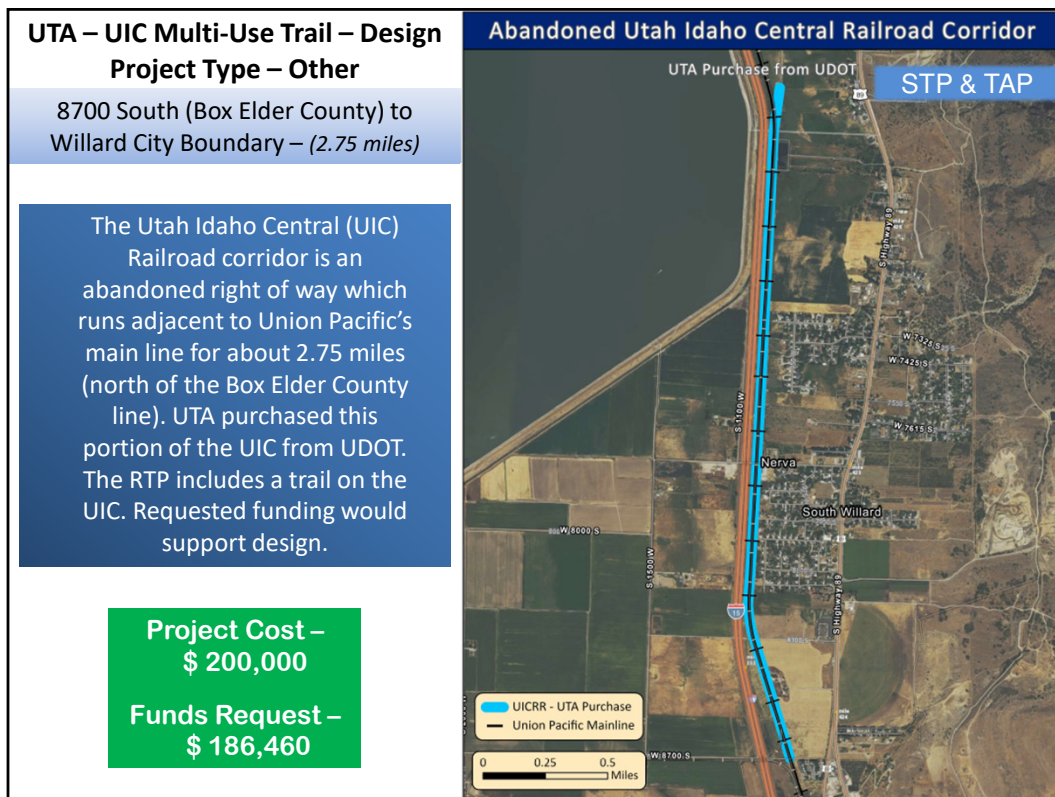 UTA – UIC Multi-Use Trail – Design
Project Type – Other
8700 South (Box Elder County) to
Willard City Boundary – (2.75 miles)
The Utah Idaho Central (UIC)
Railroad corridor is an
abandoned right of way which
runs adjacent to Union Pacific’s
main line for about 2.75 miles
(north of the Box Elder County
line). UTA purchased this
portion of the UIC from UDOT.
The RTP includes a trail on the
UIC. Requested funding would
support design.
Project Cost –
$ 200,000
Funds Request –
$ 186,460
Abandoned Utah Idaho Central Railroad Corridor
UTA Purchase from UDOT
STP & TAP
89
S Highway 89
W 7325 S
W 7425 S
W 7615 S
S 1100 W
Nerva
South Willard
W 8000 S
S 1500 W
15
S Highway 89
8700 S
W 8700 S
UICRR - UTA Purchase
Union Pacific Mainline
0 0.25 0.5
Miles